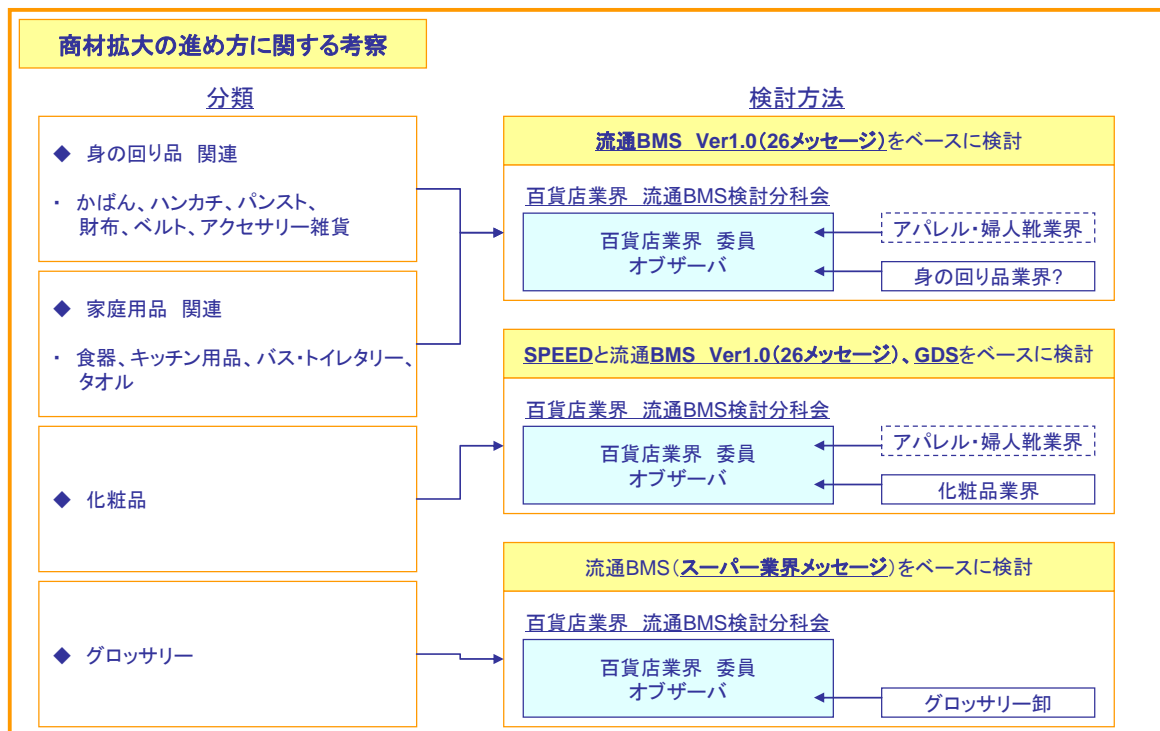 商材拡大の進め方に関する考察
分類
◆ 身の回り品 関連
・ かばん、ハンカチ、パンスト、
財布、ベルト、アクセサリー雑貨
◆ 家庭用品 関連
・ 食器、キッチン用品、バス・トイレタリー、
タオル
◆ 化粧品
◆ グロッサリー
検討方法
流通BMS Ver1.0(26メッセージ)をベースに検討
百貨店業界 流通BMS検討分科会
百貨店業界 委員
オブザーバ
アパレル・婦人靴業界
身の回り品業界?
SPEEDと流通BMS Ver1.0(26メッセージ)、GDSをベースに検討
百貨店業界 流通BMS検討分科会
百貨店業界 委員
オブザーバ
アパレル・婦人靴業界
化粧品業界
流通BMS(スーパー業界メッセージ)をベースに検討
百貨店業界 流通BMS検討分科会
百貨店業界 委員
オブザーバ
グロッサリー卸